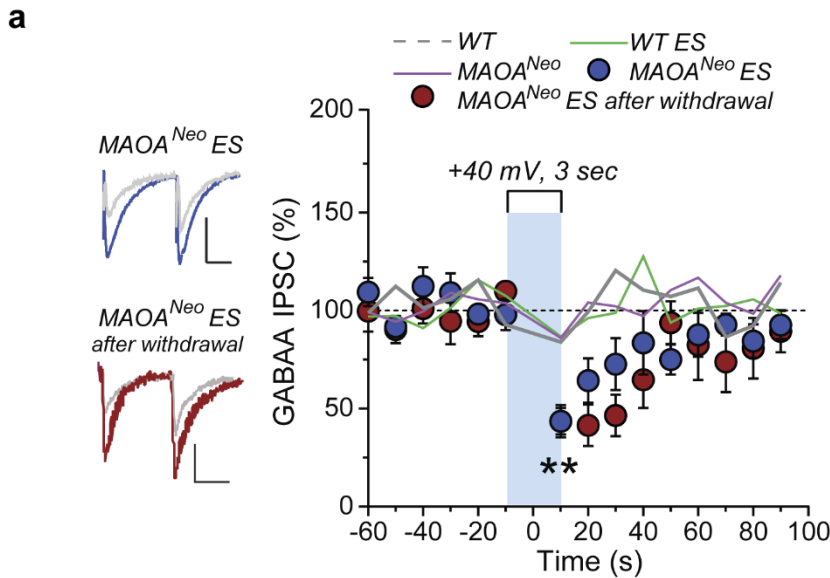 a
WT
WT ES
MAOA^Neo
MAOA^Neo ES
MAOA^Neo ES after withdrawal
MAOA^Neo ES
MAOA^Neo ES
after withdrawal
+40 mV, 3 sec
GABAA IPSC (%)
200
150
100
50
0
**
-60 -40 -20 0 20 40 60 80 100
Time (s)